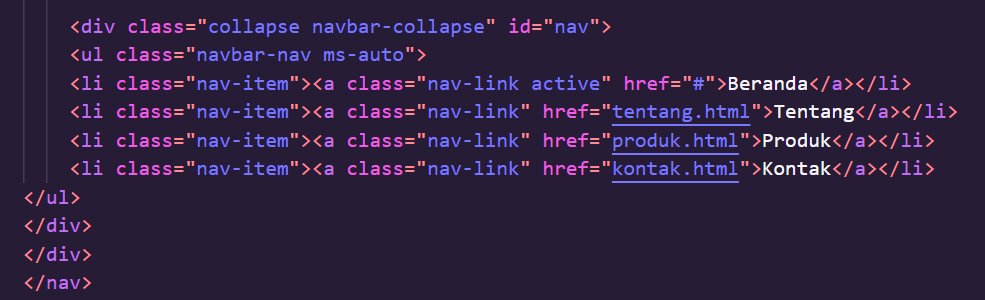 <div class="collapse navbar-collapse" id="nav">
<ul class="navbar-nav ms-auto">
<li class="nav-item"><a class="nav-link active" href="#">Beranda</a></li>
<li class="nav-item"><a class="nav-link" href="tentang.html">Tentang</a></li>
<li class="nav-item"><a class="nav-link" href="produk.html">Produk</a></li>
<li class="nav-item"><a class="nav-link" href="kontak.html">Kontak</a></li>
</ul>
</div>
</div>
</nav>